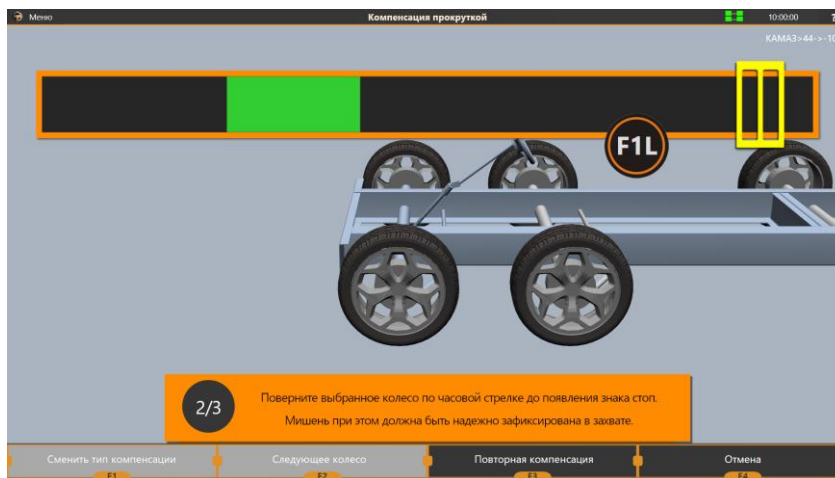 Меню
Компенсация прокруткой
10:00:00
?
КАМАЗ>44->-10
F1L
2/3
Поверните выбранное колесо по часовой стрелке до появления знака стоп.
Мишень при этом должна быть надежно зафиксирована в захвате.
Сменить тип компенсации
Следующее колесо
Повторная компенсация
Отмена
F1
F2
F3
F4